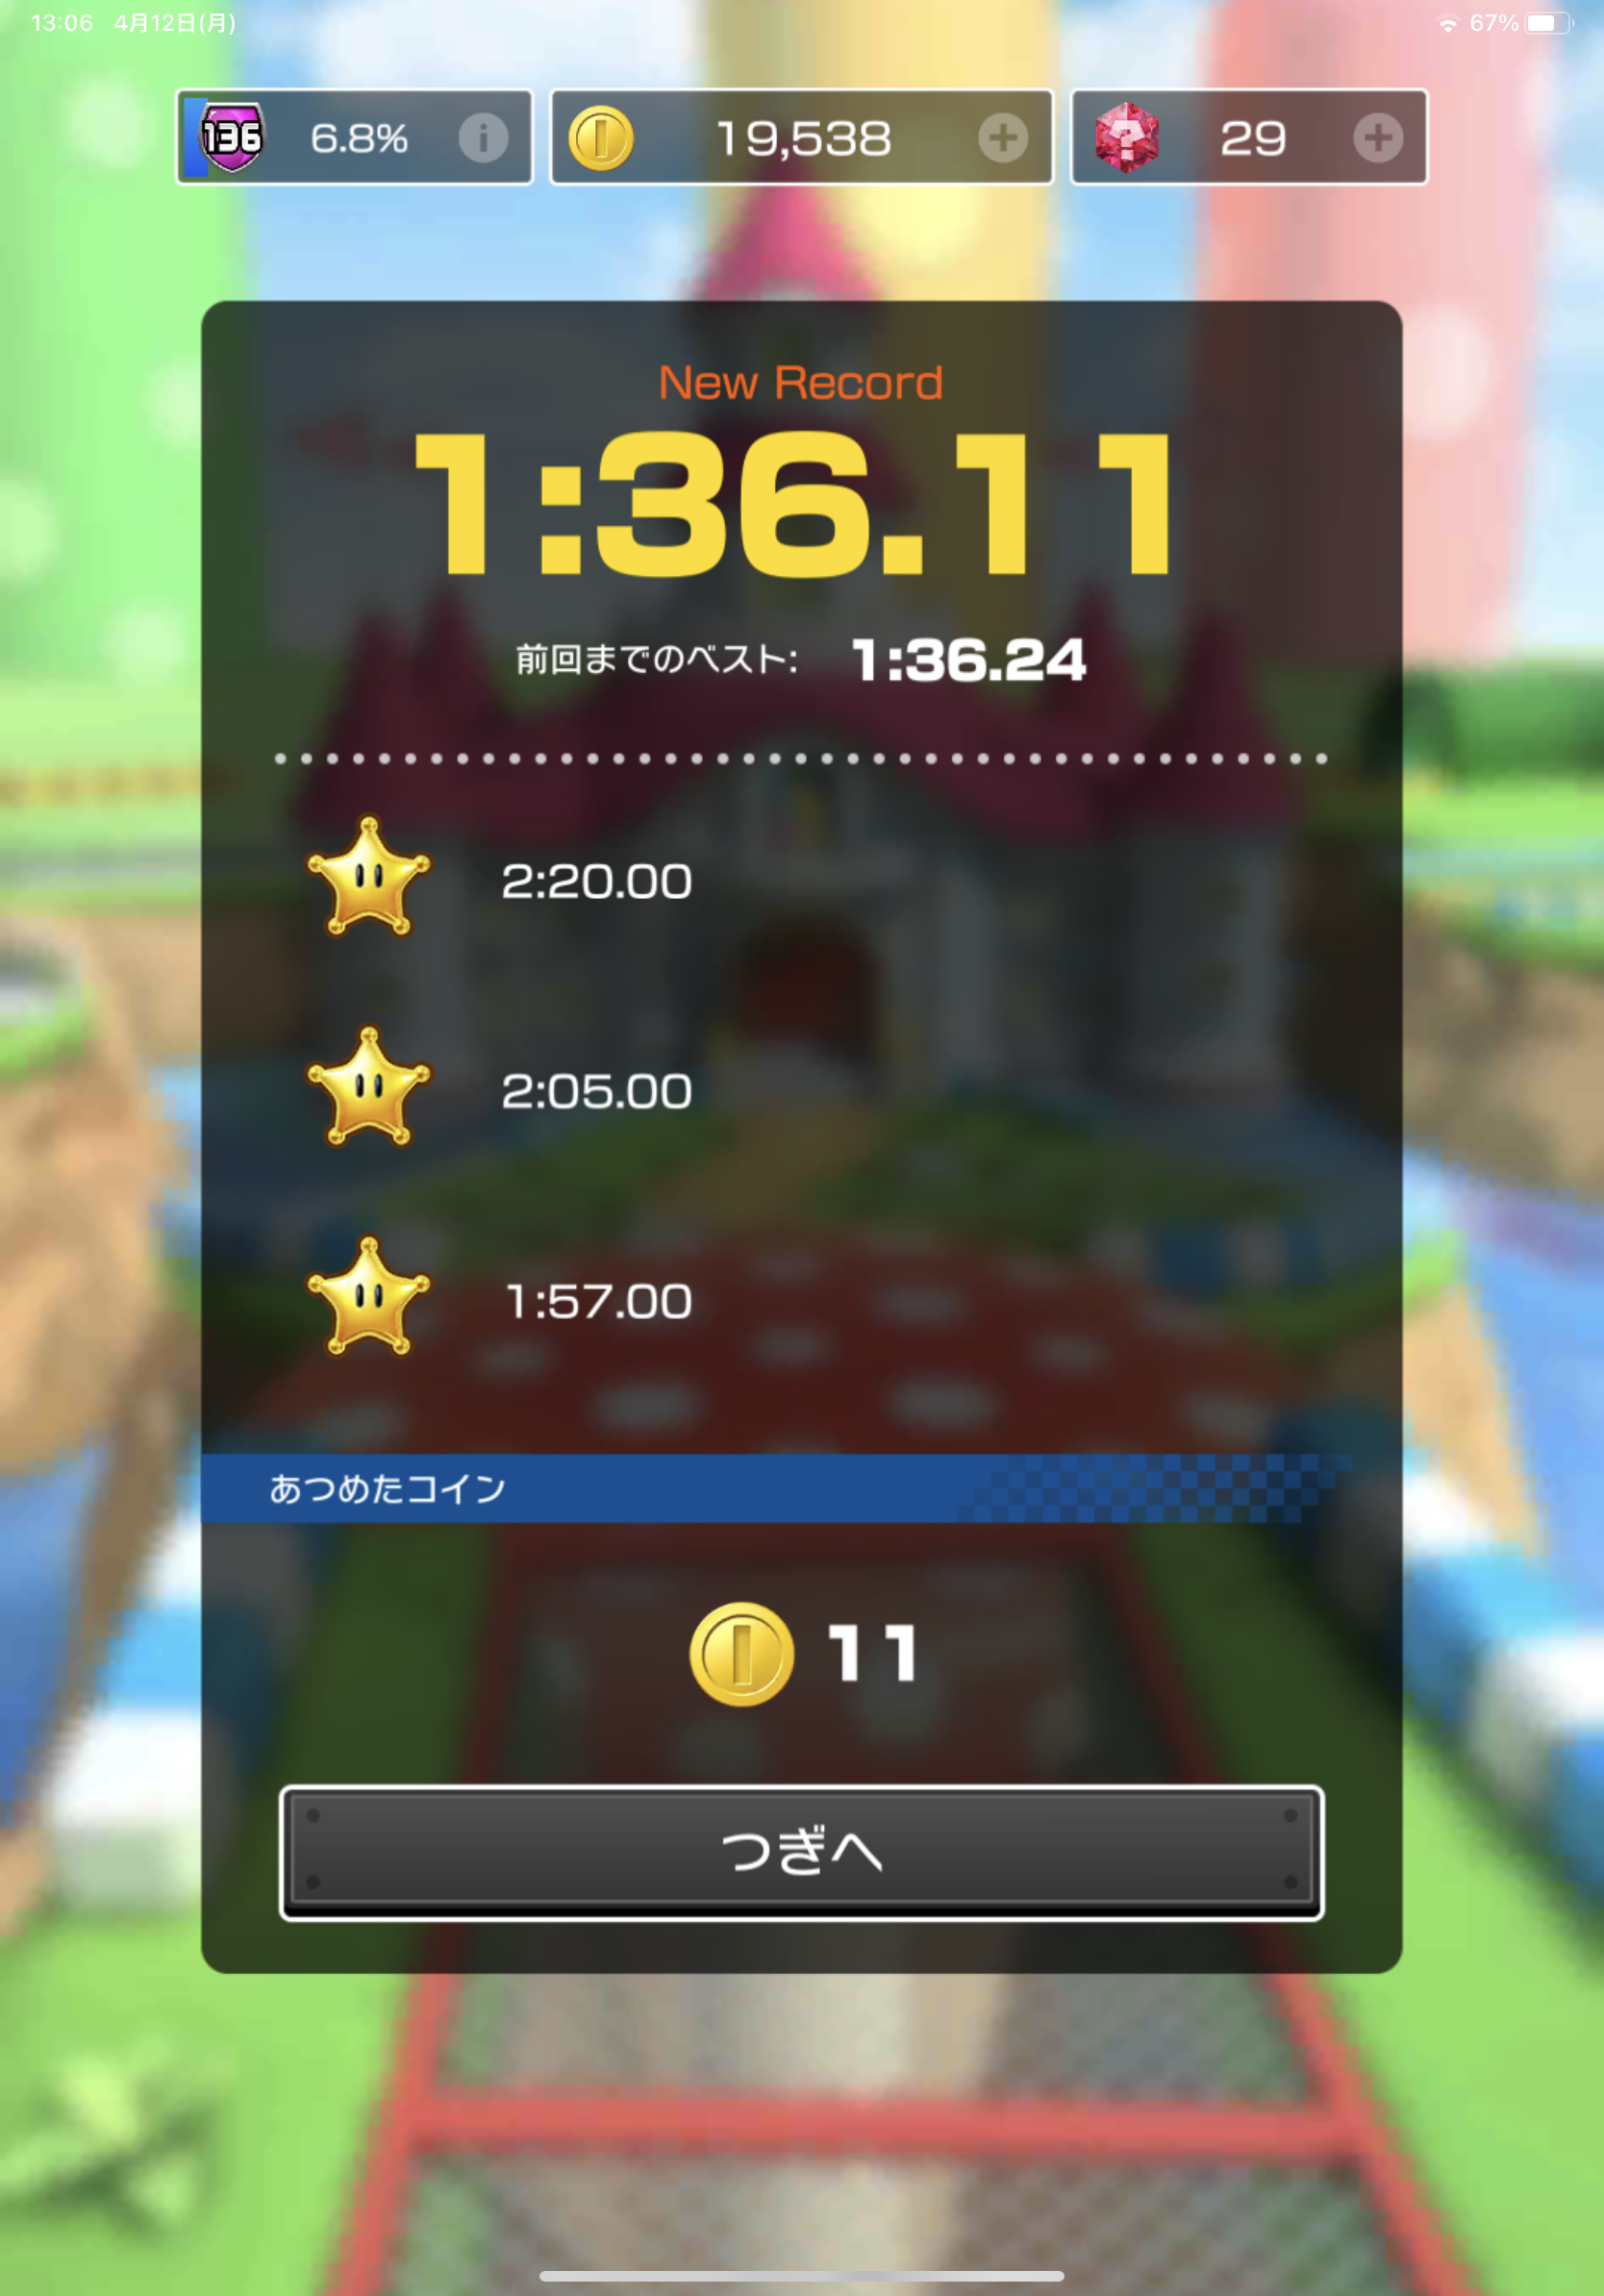 13:06 4月12日(月) 67%
136 6.8% i 19,538 + 29 +
New Record
1:36.11
前回までのベスト: 1:36.24
2:20.00
2:05.00
1:57.00
あつめたコイン
11
つぎへ